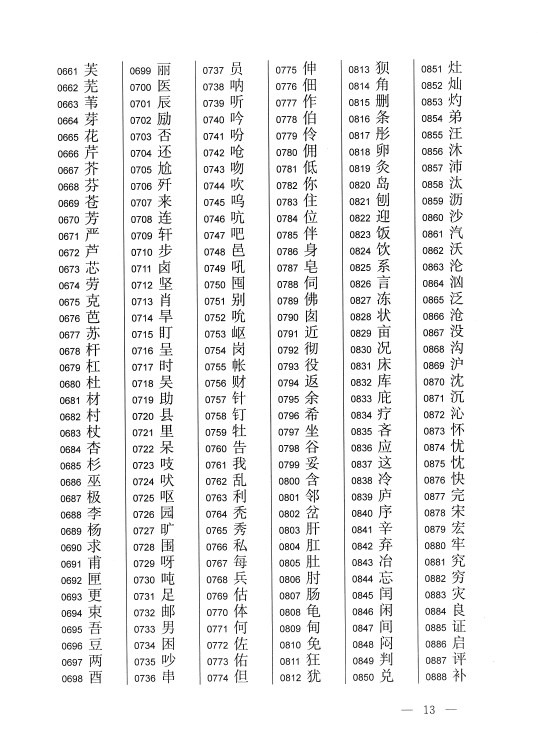 0661 芙
0662 芜
0663 苇
0664 芽
0665 花
0666 芹
0667 芥
0668 芬
0669 苍
0670 芳
0671 严
0672 芦
0673 芯
0674 劳
0675 克
0676 芭
0677 苏
0678 杆
0679 杠
0680 杜
0681 材
0682 村
0683 杖
0684 杏
0685 杉
0686 巫
0687 极
0688 李
0689 杨
0690 求
0691 甫
0692 匣
0693 更
0694 束
0695 吾
0696 豆
0697 两
0698 酉
0699 丽
0700 医
0701 辰
0702 励
0703 否
0704 还
0705 尬
0706 歼
0707 来
0708 连
0709 轩
0710 步
0711 卤
0712 坚
0713 肖
0714 旱
0715 盯
0716 呈
0717 时
0718 吴
0719 助
0720 县
0721 里
0722 呆
0723 吱
0724 吠
0725 呕
0726 园
0727 旷
0728 围
0729 呀
0730 吨
0731 足
0732 邮
0733 男
0734 困
0735 吵
0736 串
0737 员
0738 呐
0739 听
0740 吟
0741 吩
0742 呛
0743 吻
0744 吹
0745 呜
0746 吭
0747 吧
0748 邑
0749 吼
0750 囤
0751 别
0752 吮
0753 岖
0754 岗
0755 帐
0756 财
0757 针
0758 钉
0759 牡
0760 告
0761 我
0762 乱
0763 利
0764 秃
0765 秀
0766 私
0767 每
0768 兵
0769 估
0770 体
0771 何
0772 佐
0773 佑
0774 但
0775 伸
0776 佃
0777 作
0778 伯
0779 伶
0780 佣
0781 低
0782 你
0783 住
0784 位
0785 伴
0786 身
0787 皂
0788 伺
0789 佛
0790 囱
0791 近
0792 彻
0793 役
0794 返
0795 余
0796 希
0797 坐
0798 谷
0799 妥
0800 含
0801 邻
0802 岔
0803 肝
0804 肛
0805 肚
0806 肘
0807 肠
0808 龟
0809 甸
0810 免
0811 狂
0812 犹
0813 狈
0814 角
0815 删
0816 条
0817 彤
0818 卵
0819 灸
0820 岛
0821 刨
0822 迎
0823 饭
0824 饮
0825 系
0826 言
0827 冻
0828 状
0829 亩
0830 况
0831 床
0832 库
0833 庇
0834 疗
0835 吝
0836 应
0837 这
0838 冷
0839 庐
0840 序
0841 辛
0842 弃
0843 冶
0844 忘
0845 闰
0846 闲
0847 间
0848 闷
0849 判
0850 兑
0851 灶
0852 灿
0853 灼
0854 弟
0855 汪
0856 沐
0857 沛
0858 汰
0859 沥
0860 沙
0861 汽
0862 沃
0863 沦
0864 汹
0865 泛
0866 沧
0867 没
0868 沟
0869 沪
0870 沈
0871 沉
0872 沁
0873 怀
0874 忧
0875 忱
0876 快
0877 完
0878 宋
0879 宏
0880 牢
0881 究
0882 穷
0883 灾
0884 良
0885 证
0886 启
0887 评
0888 补
— 13 —